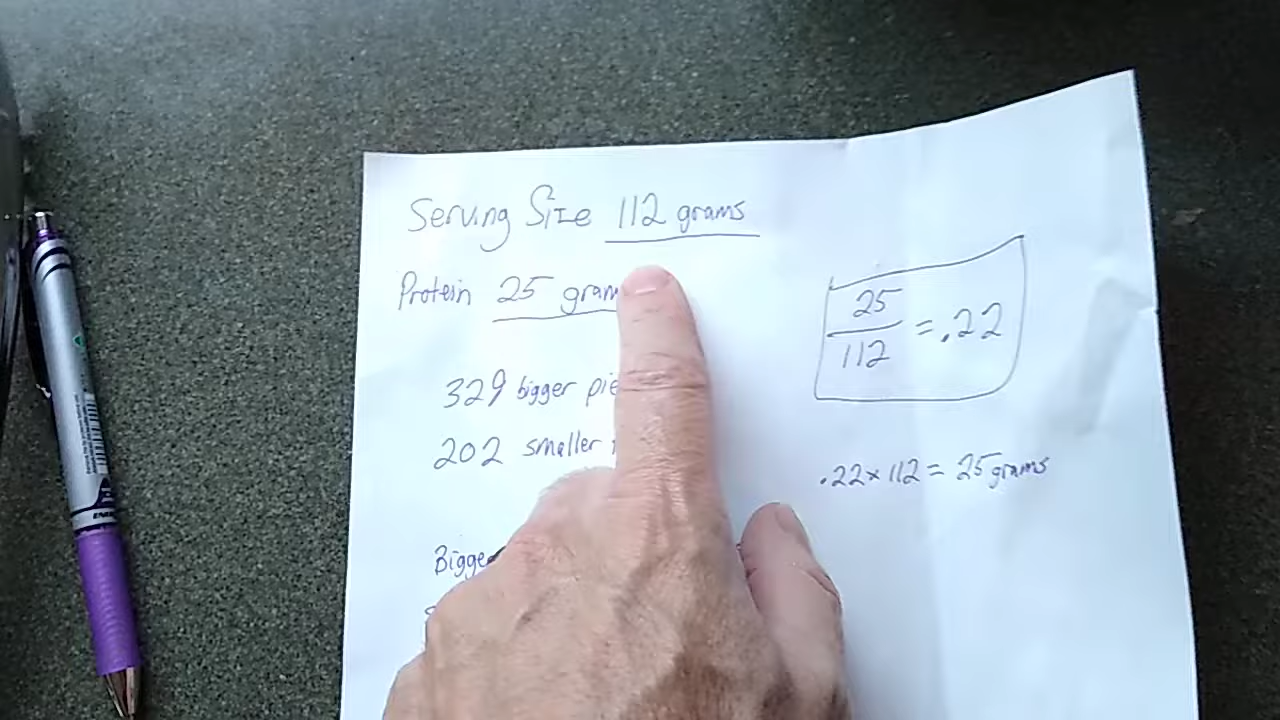 Serving Size 112 grams
Protein 25 gram
329 bigger pie
202 smaller
Bigge
25
112
= .22
.22 x 112 = 25 grams